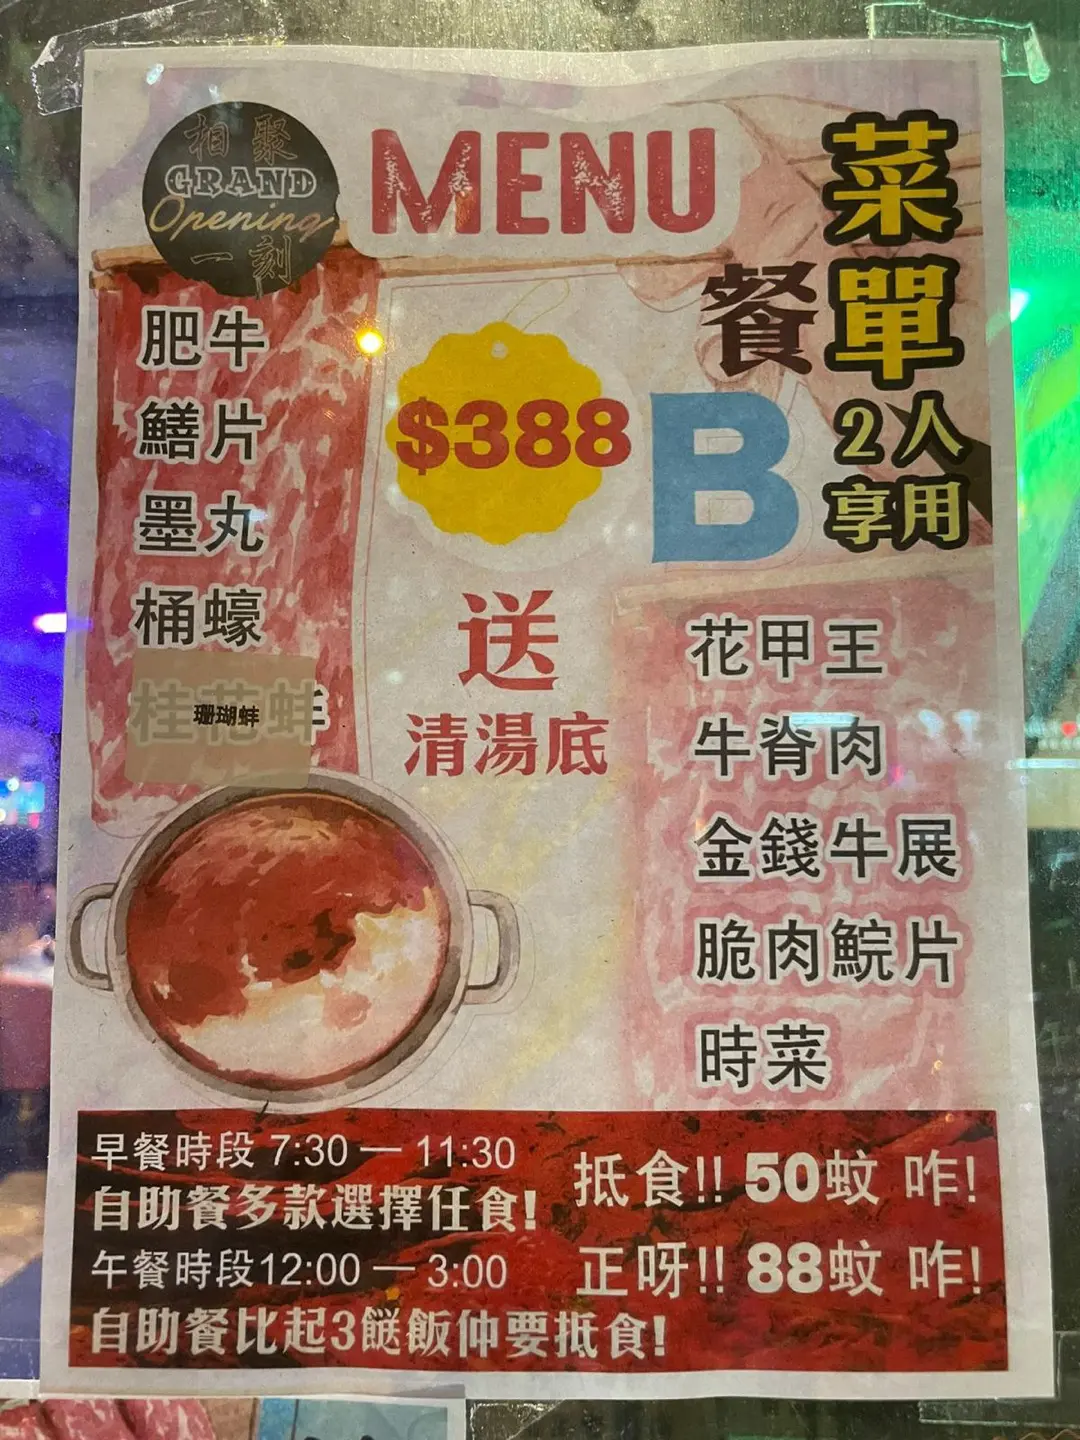 相聚
GRAND
Opening
一刻
MENU
菜單
餐
B
2人
享用
$388
肥牛
鱔片
墨丸
桶蠔
桂花蚌
珊瑚蚌
送
清湯底
花甲王
牛脊肉
金錢牛展
脆肉鯇片
時菜
早餐時段 7:30 — 11:30
自助餐多款選擇任食!
午餐時段12:00 — 3:00
自助餐比起3餸飯仲要抵食!
抵食!! 50蚊 咋!
正呀!! 88蚊 咋!